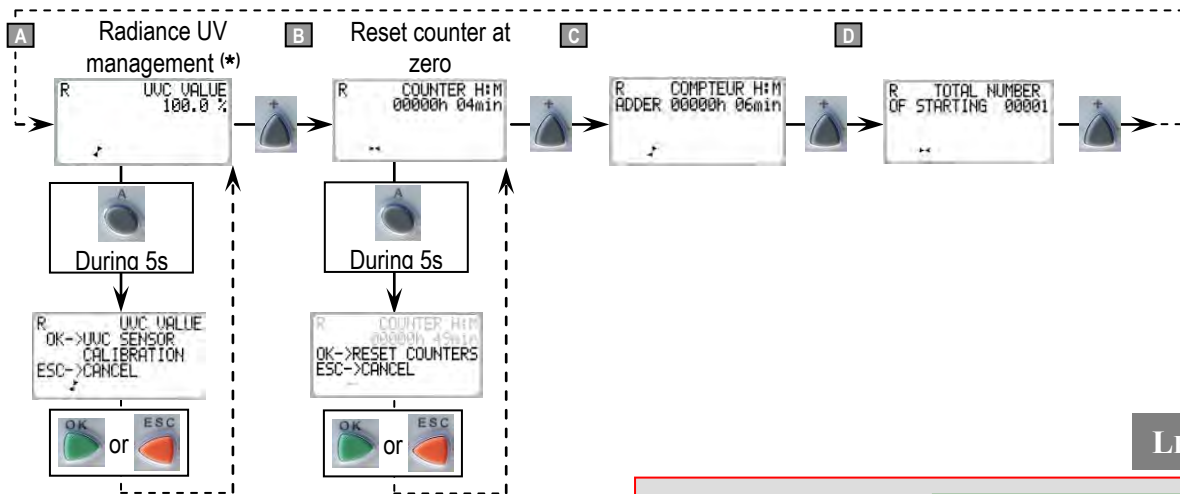 A
Radiance UV
management (*)
R UVC VALUE
100.0 %
+
B
Reset counter at
zero
R COUNTER H:M
00000h 04min
+
C
R COMPTEUR H:M
ADDER 00000h 06min
+
D
R TOTAL NUMBER
OF STARTING 00001
+
A
During 5s
A
During 5s
R UVC VALUE
OK->UVC SENSOR
CALIBRATION
ESC->CANCEL
R COUNTER H:M
00000h 49min
OK->RESET COUNTERS
ESC->CANCEL
OK or ESC
OK or ESC